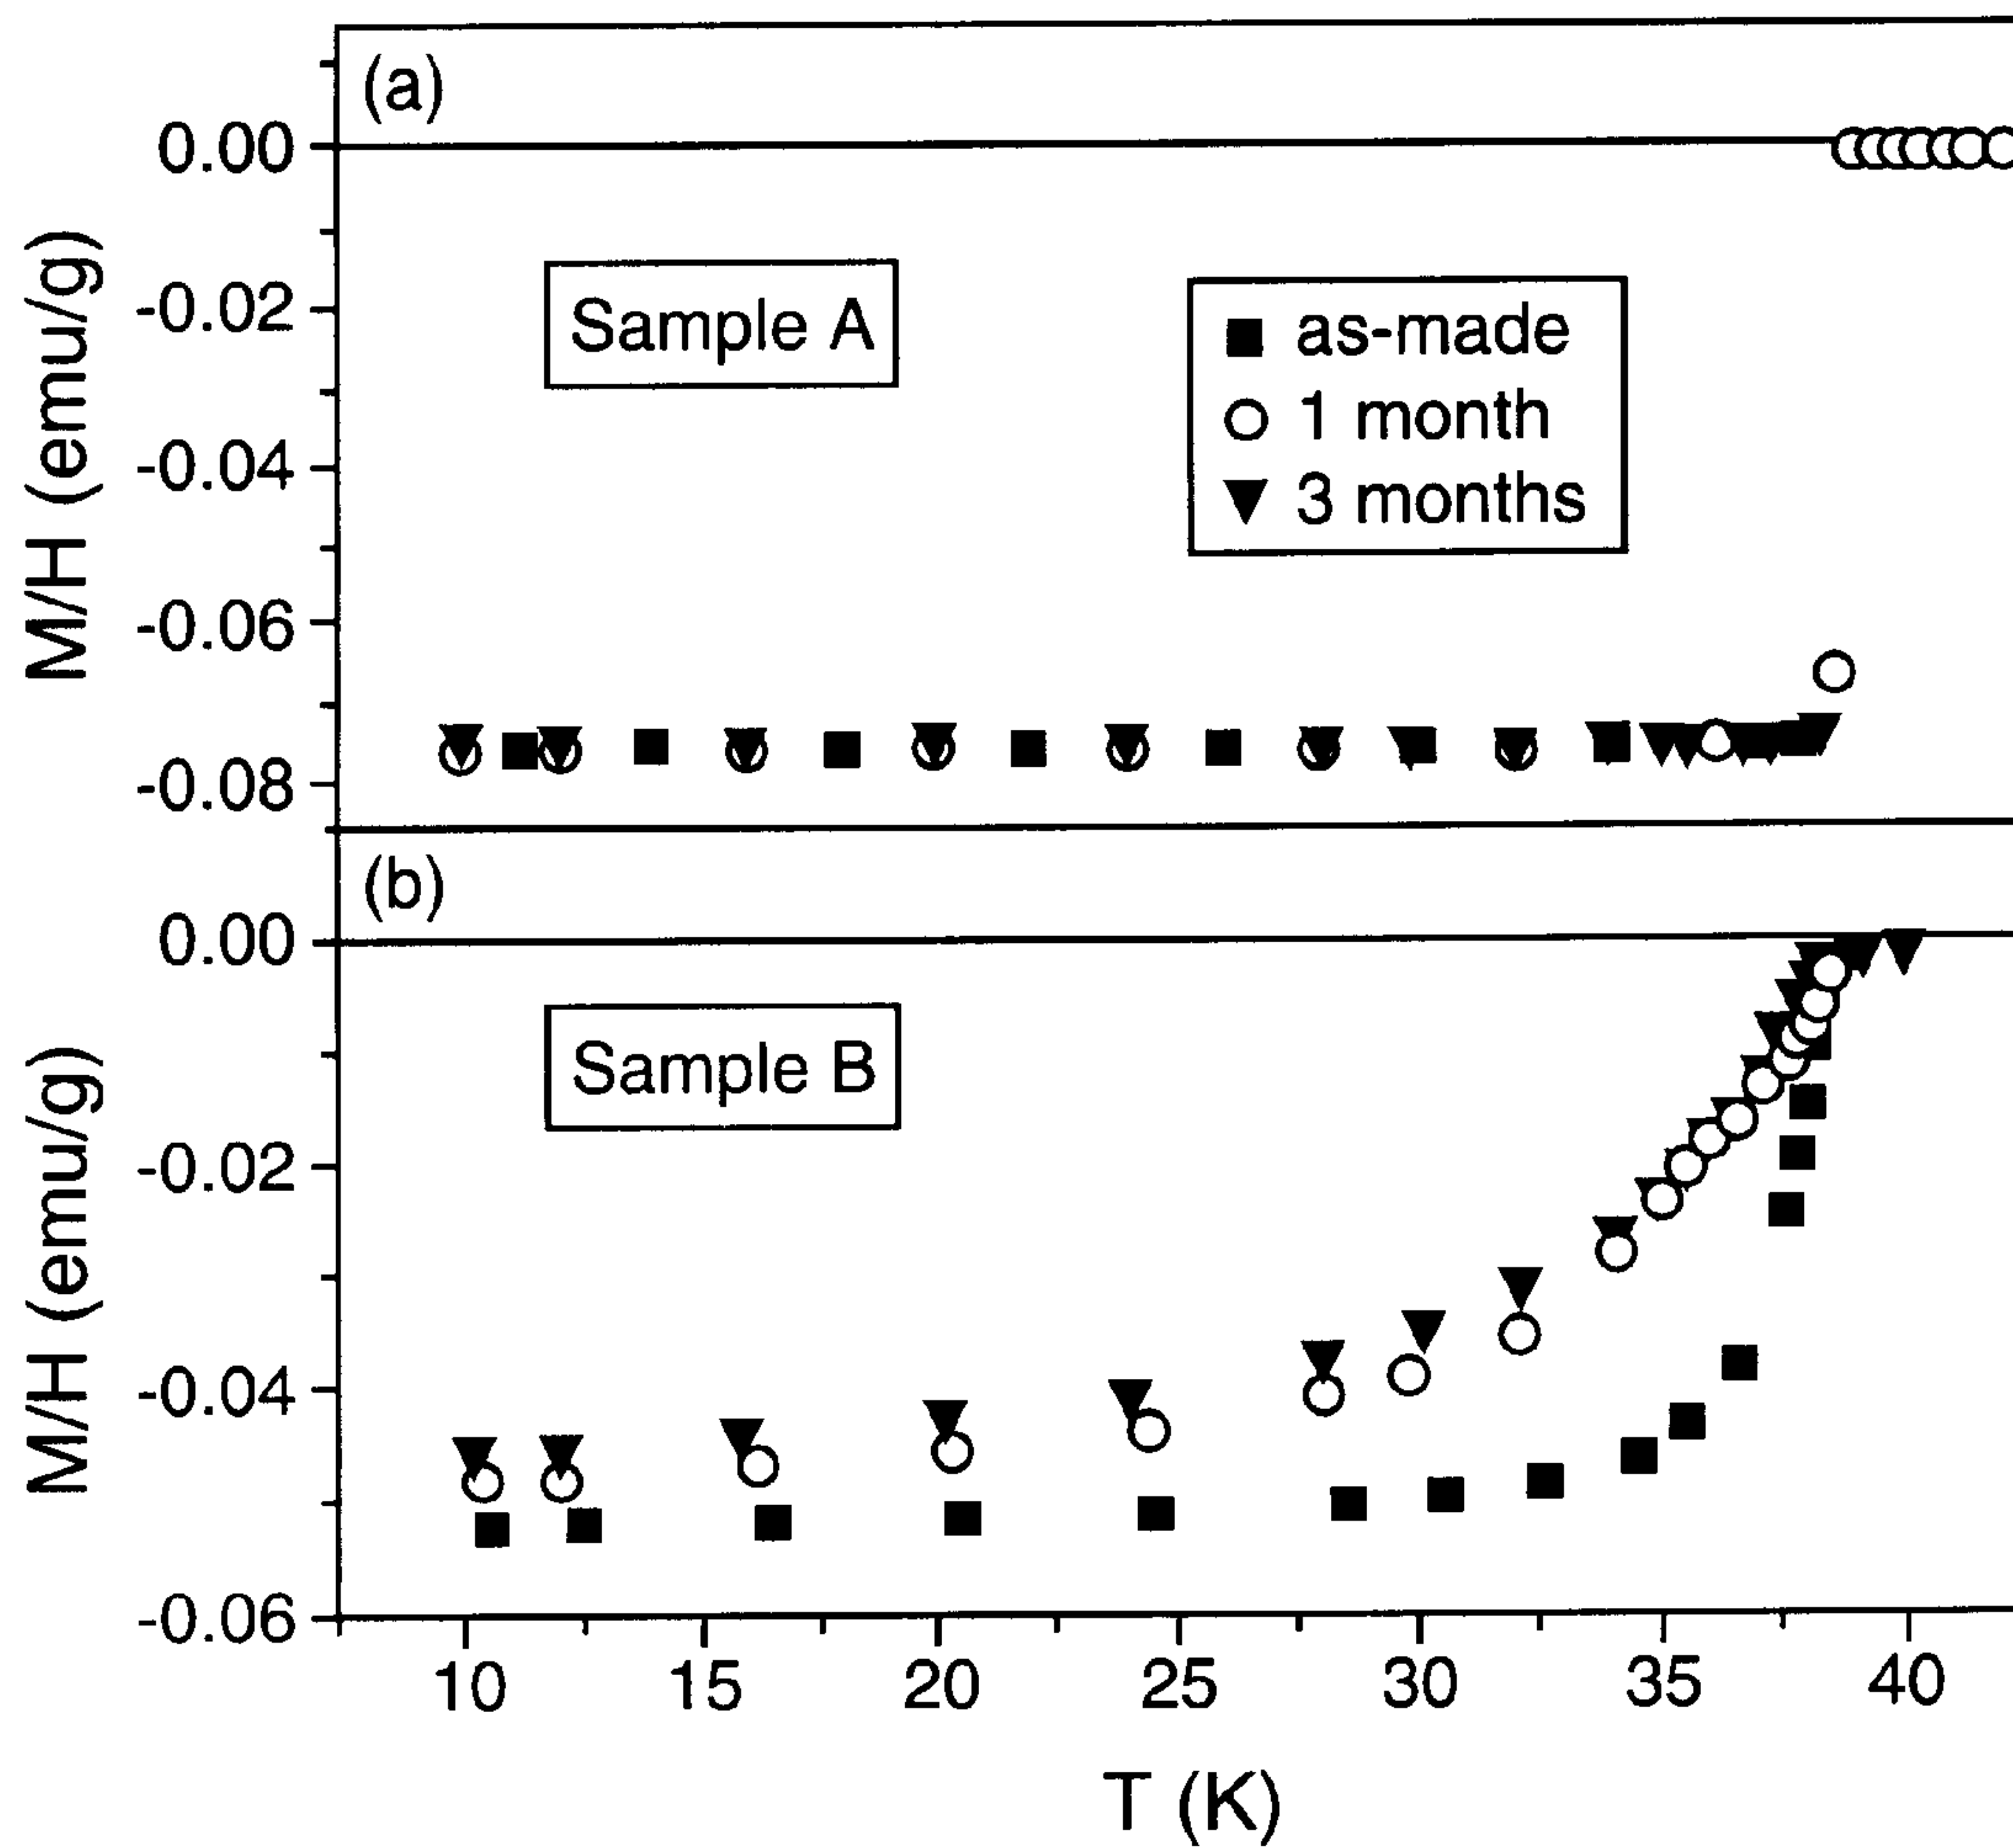 (a)
0.00
-0.02
-0.04
-0.06
-0.08
M/H (emu/g)
Sample A
as-made
1 month
3 months
(b)
0.00
-0.02
-0.04
-0.06
M/H (emu/g)
Sample B
10 15 20 25 30 35 40
T (K)